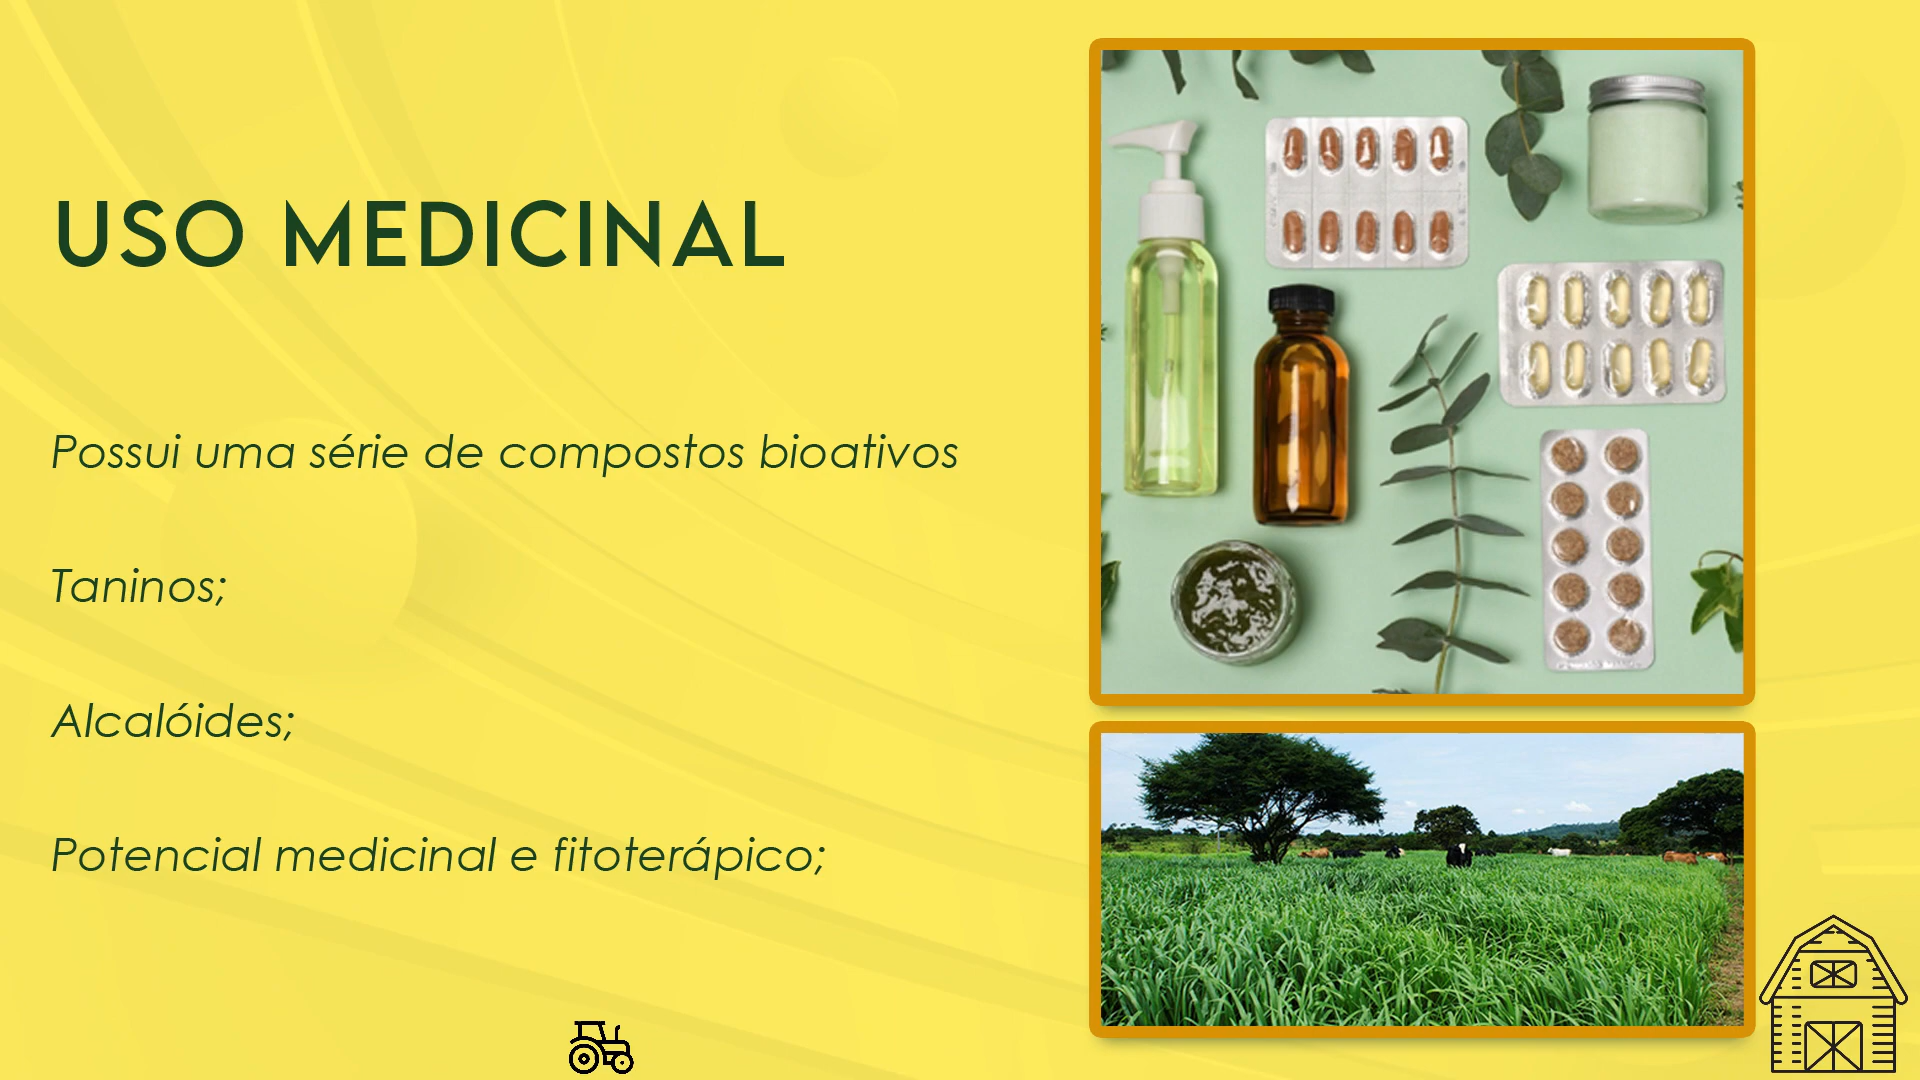 USO MEDICINAL
Possui uma série de compostos bioativos
Taninos;
Alcalóides;
Potencial medicinal e fitoterápico;